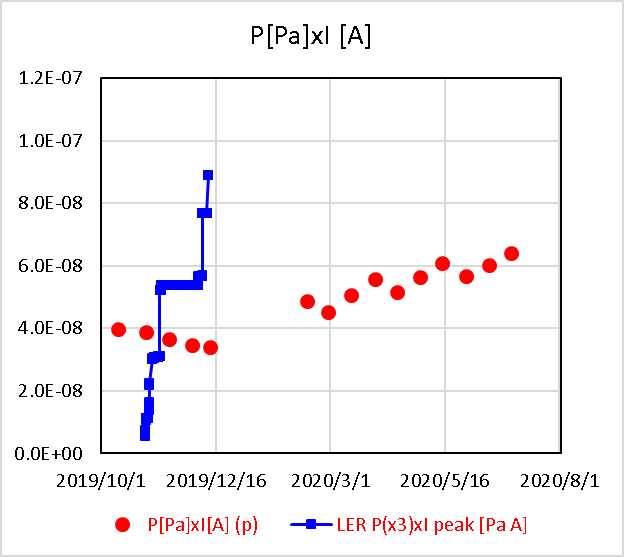 P[Pa]xI [A]
1.2E-07
1.0E-07
8.0E-08
6.0E-08
4.0E-08
2.0E-08
0.0E+00
2019/10/1 2019/12/16 2020/3/1 2020/5/16 2020/8/1
P[Pa]xI[A] (p) LER P(x3)xI peak [Pa A]